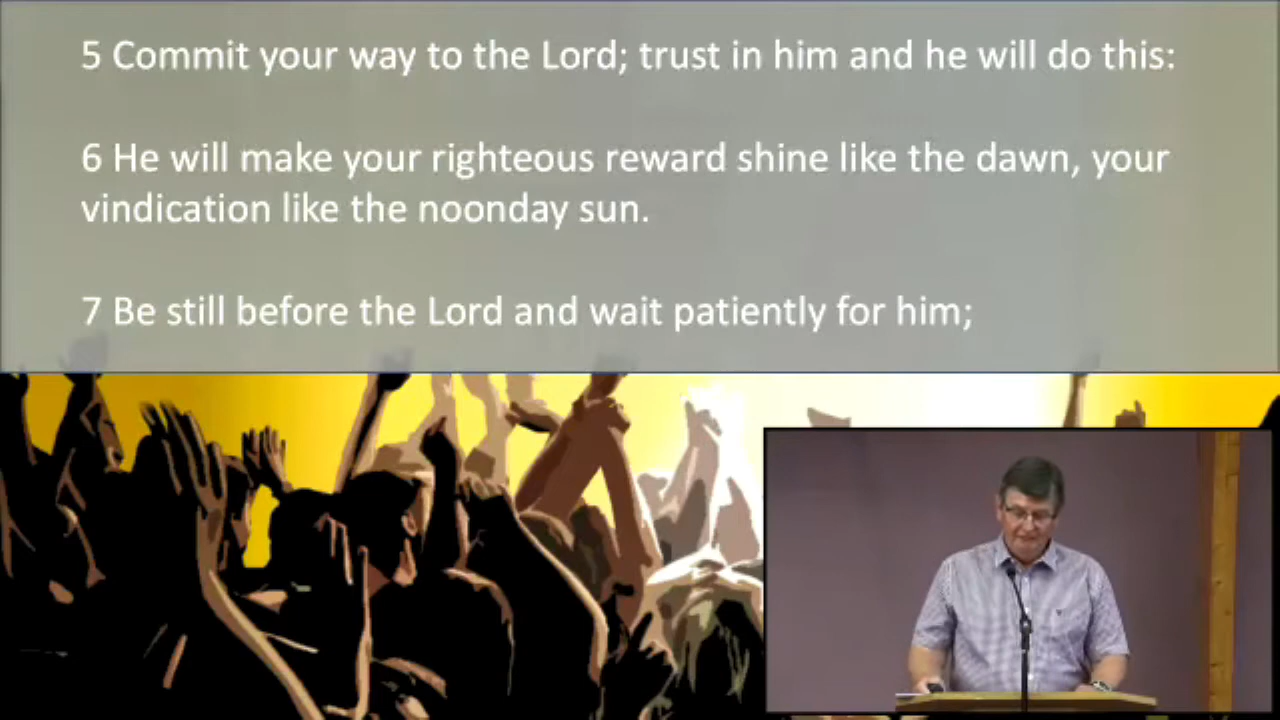 5 Commit your way to the Lord; trust in him and he will do this:
6 He will make your righteous reward shine like the dawn, your
vindication like the noonday sun.
7 Be still before the Lord and wait patiently for him;